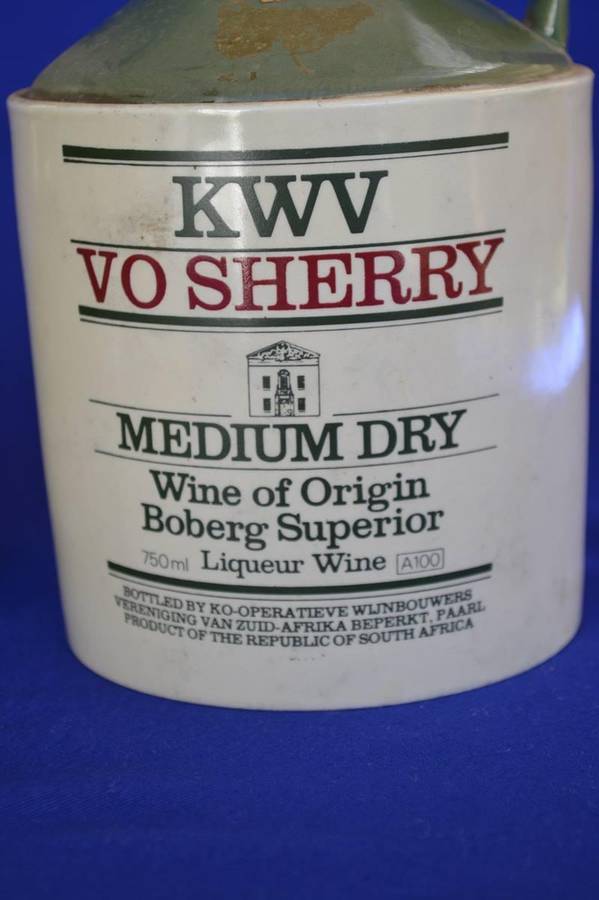 KWV
VO SHERRY
MEDIUM DRY
Wine of Origin
Boberg Superior
750ml Liqueur Wine A100
BOTTLED BY KO-OPERATIEVE WIJNBOUWERS
VERENIGING VAN ZUID-AFRIKA BEPERKT, PAARL
PRODUCT OF THE REPUBLIC OF SOUTH AFRICA